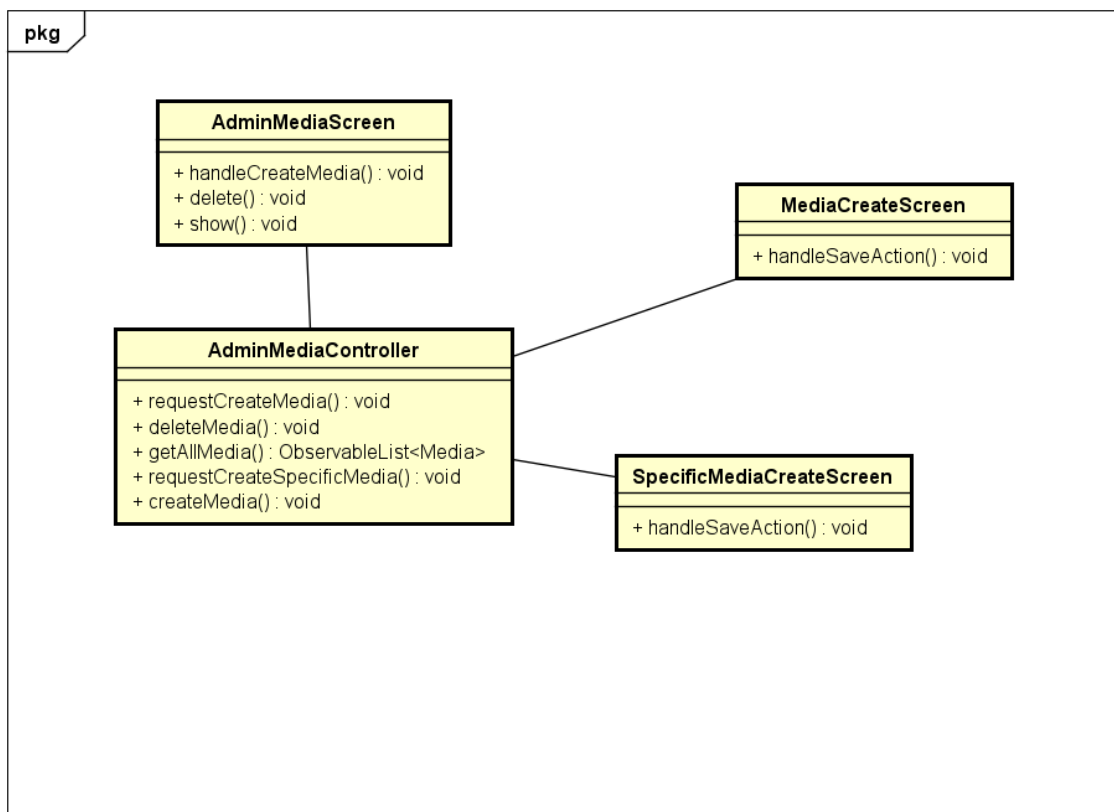 pkg
AdminMediaScreen
+ handleCreateMedia() : void
+ delete() : void
+ show() : void
MediaCreateScreen
+ handleSaveAction() : void
AdminMediaController
+ requestCreateMedia() : void
+ deleteMedia() : void
+ getAllMedia() : ObservableList<Media>
+ requestCreateSpecificMedia() : void
+ createMedia() : void
SpecificMediaCreateScreen
+ handleSaveAction() : void